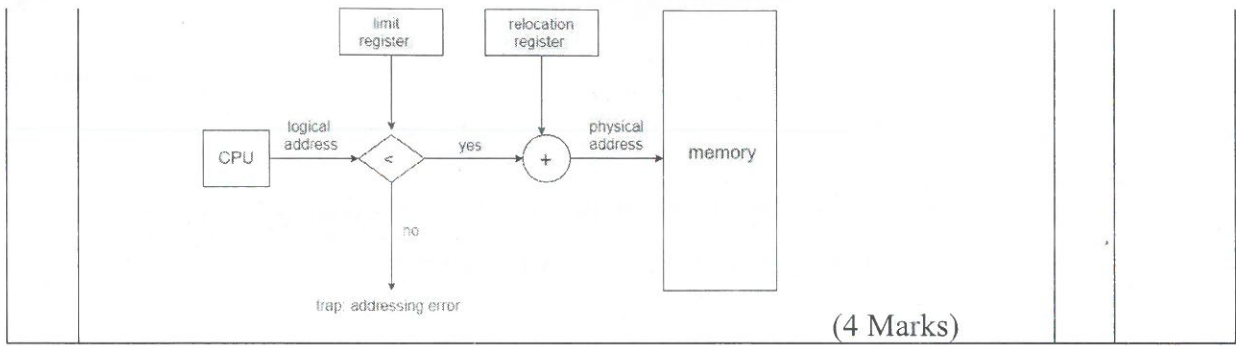 limit
register
relocation
register
logical
address
physical
address
CPU
<
yes
+
memory
no
trap: addressing error
(4 Marks)